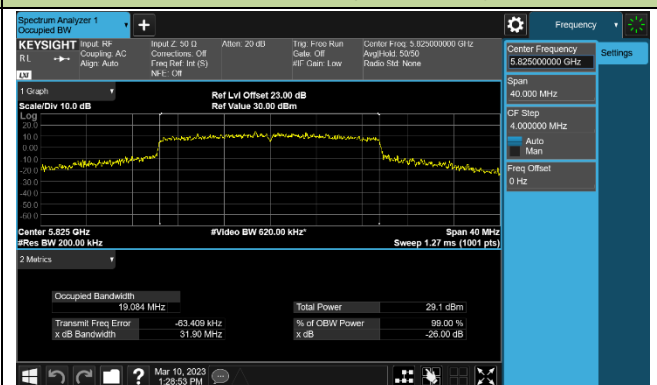 Spectrum Analyzer 1
Occupied BW
+
Frequency
KEYSIGHT
RL
LXI
Input: RF
Coupling: AC
Align: Auto
Input Z: 50 Ω
Corrections: Off
Freq Ref: Int (S)
NFE: Off
Atten: 20 dB
Trig: Free Run
Gate: Off
#IF Gain: Low
Center Freq: 5.825000000 GHz
Avg|Hold: 50/50
Radio Std: None
Center Frequency
5.825000000 GHz
Settings
Span
40.000 MHz
CF Step
4.000000 MHz
Auto
Man
Freq Offset
0 Hz
1 Graph
Scale/Div 10.0 dB
Ref Lvl Offset 23.00 dB
Ref Value 30.00 dBm
Log
20.0
10.0
0.00
-10.0
-20.0
-30.0
-40.0
-50.0
-60.0
Center 5.825 GHz
#Res BW 200.00 kHz
#Video BW 620.00 kHz*
Span 40 MHz
Sweep 1.27 ms (1001 pts)
2 Metrics
Occupied Bandwidth
19.084 MHz
Total Power 29.1 dBm
Transmit Freq Error -63.409 kHz
% of OBW Power 99.00 %
x dB Bandwidth 31.90 MHz
x dB -26.00 dB
?
Mar 10, 2023
1:28:53 PM